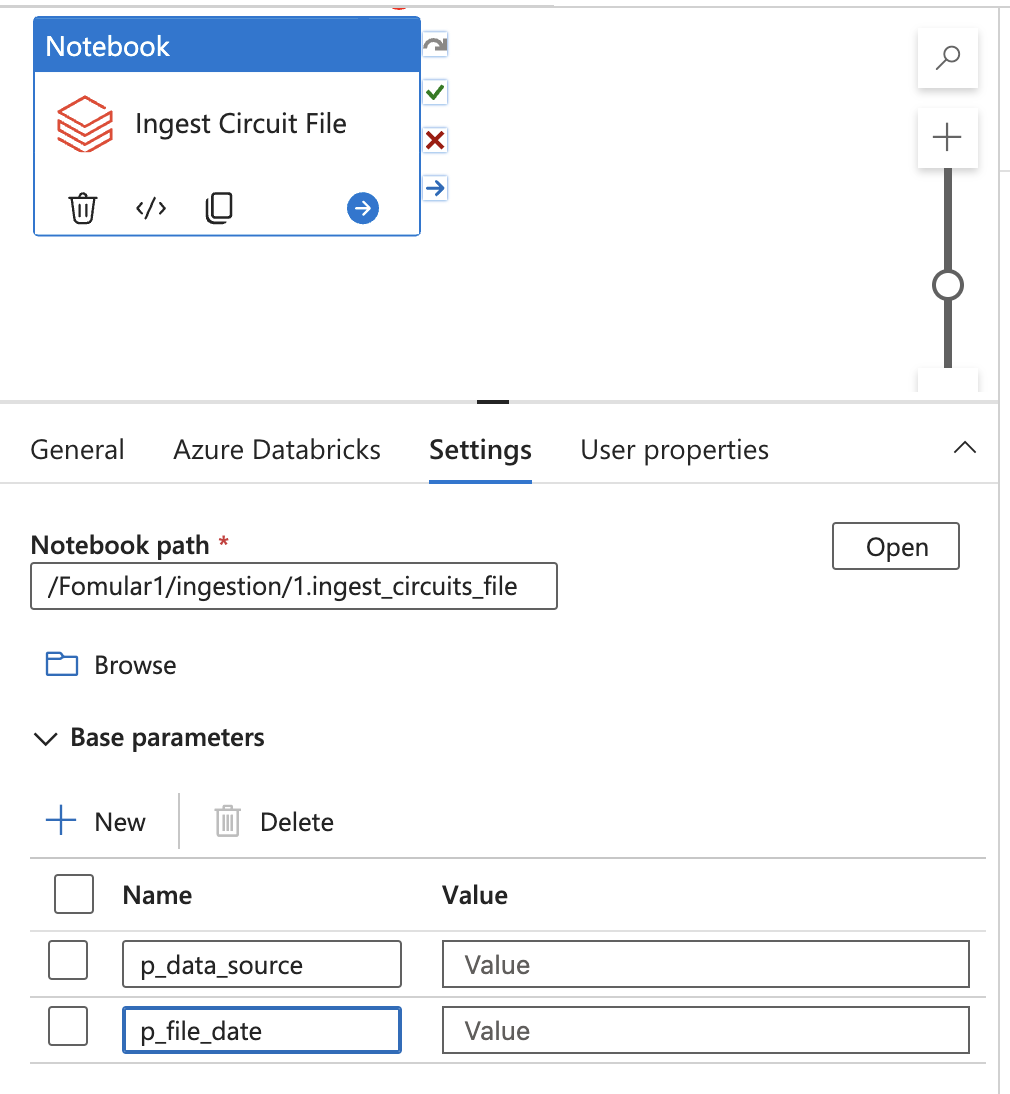 Notebook
Ingest Circuit File
</>
General Azure Databricks Settings User properties
Notebook path *
Open
/Fomular1/ingestion/1.ingest_circuits_file
Browse
Base parameters
New Delete
Name Value
p_data_source Value
p_file_date Value